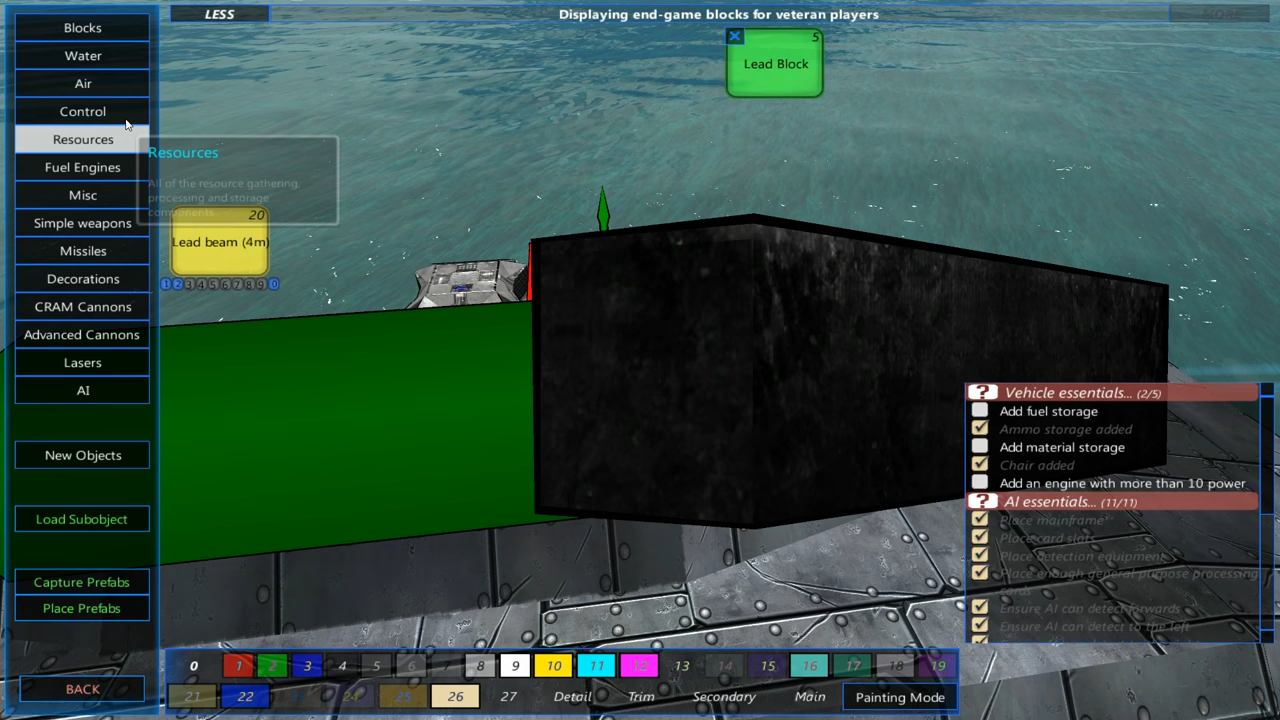 LESS
Displaying end-game blocks for veteran players
MORE
Blocks
Water
Air
Control
Resources
Fuel Engines
Misc
Simple weapons
Missiles
Decorations
CRAM Cannons
Advanced Cannons
Lasers
AI
New Objects
Load Subobject
Capture Prefabs
Place Prefabs
BACK
5
Lead Block
Resources
All of the resource gathering,
processing and storage
components.
20
Lead beam (4m)
1 2 3 4 5 6 7 8 9 0
? Vehicle essentials... (2/5)
Add fuel storage
Ammo storage added
Add material storage
Chair added
Add an engine with more than 10 power
? AI essentials... (11/11)
Place mainframe
Place card slots
Place detection equipment
Place enough general purpose processing
cards
Ensure AI can detect forwards
Ensure AI can detect to the left
0 1 2 3 4 5 6 7 8 9 10 11 12 13 14 15 16 17 18 19
21 22 23 24 25 26 27 Detail Trim Secondary Main Painting Mode